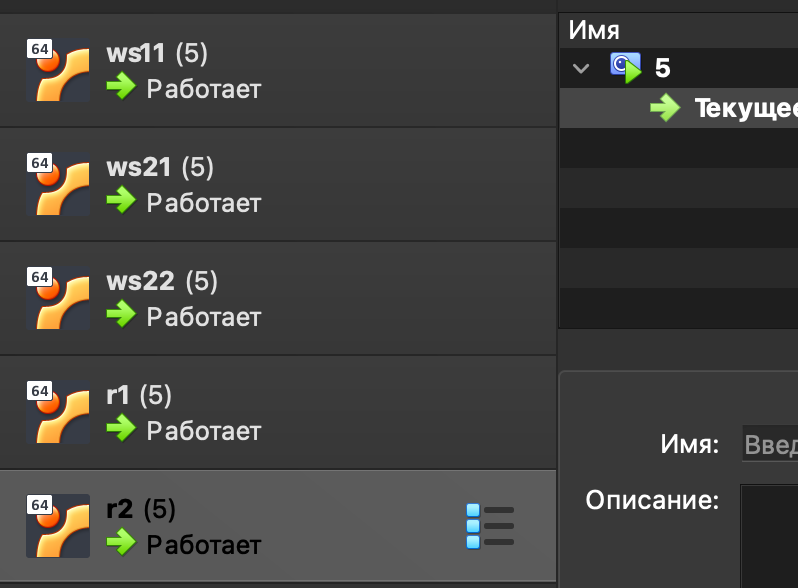 64
ws11 (5)
Работает
64
ws21 (5)
Работает
64
ws22 (5)
Работает
64
r1 (5)
Работает
64
r2 (5)
Работает
Имя
5
Текущее
Имя:
Введ
Описание: